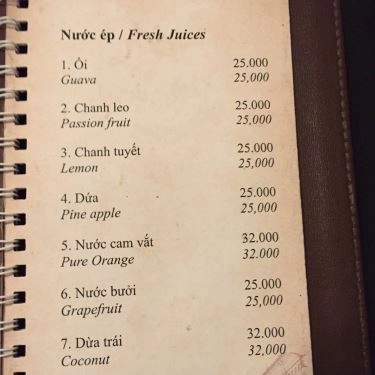 Nước ép / Fresh Juices
1. Ôi 25.000
Guava 25,000
2. Chanh leo 25.000
Passion fruit 25,000
3. Chanh tuyết 25.000
Lemon 25,000
4. Dứa 25.000
Pine apple 25,000
5. Nước cam vắt 32.000
Pure Orange 32.000
6. Nước bưởi 25.000
Grapefruit 25,000
7. Dừa trái 32.000
Coconut 32,000